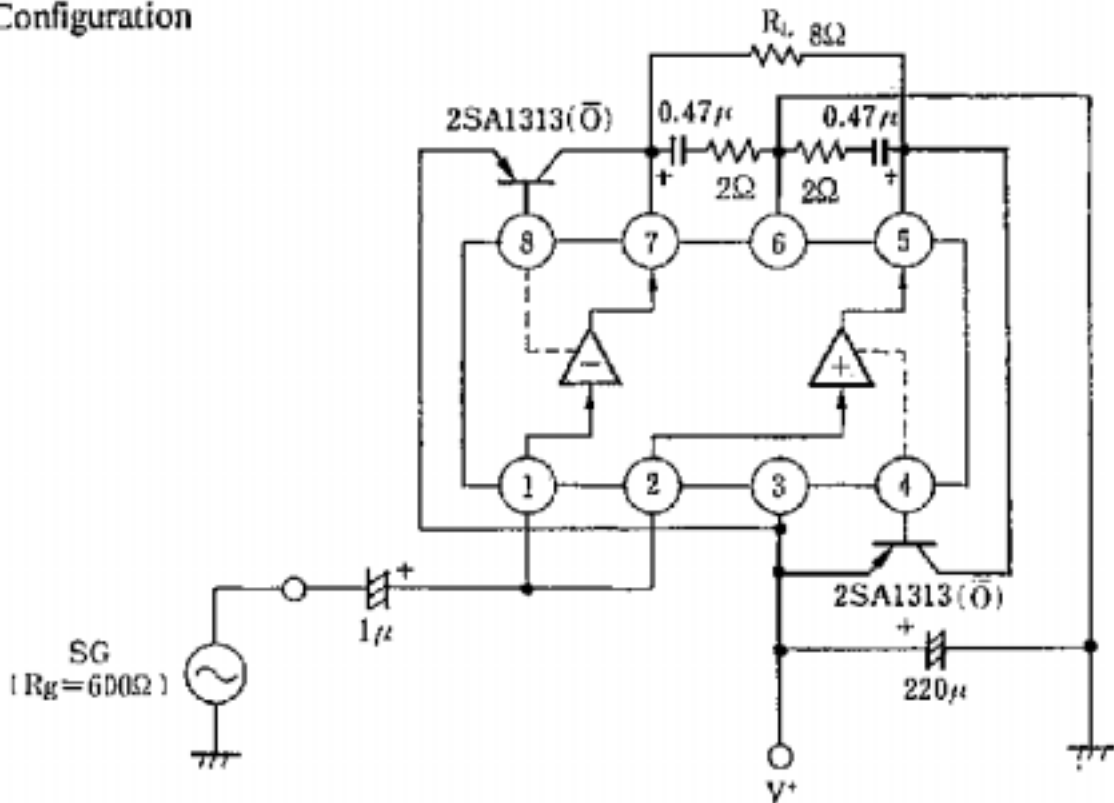 Configuration
RL 8Ω
2SA1313(Ō)
0.47μ
0.47μ
2Ω
2Ω
8
7
6
5
−
+
1
2
3
4
+
1μ
2SA1313(Ō)
SG
(Rg=600Ω)
+
220μ
V⁺